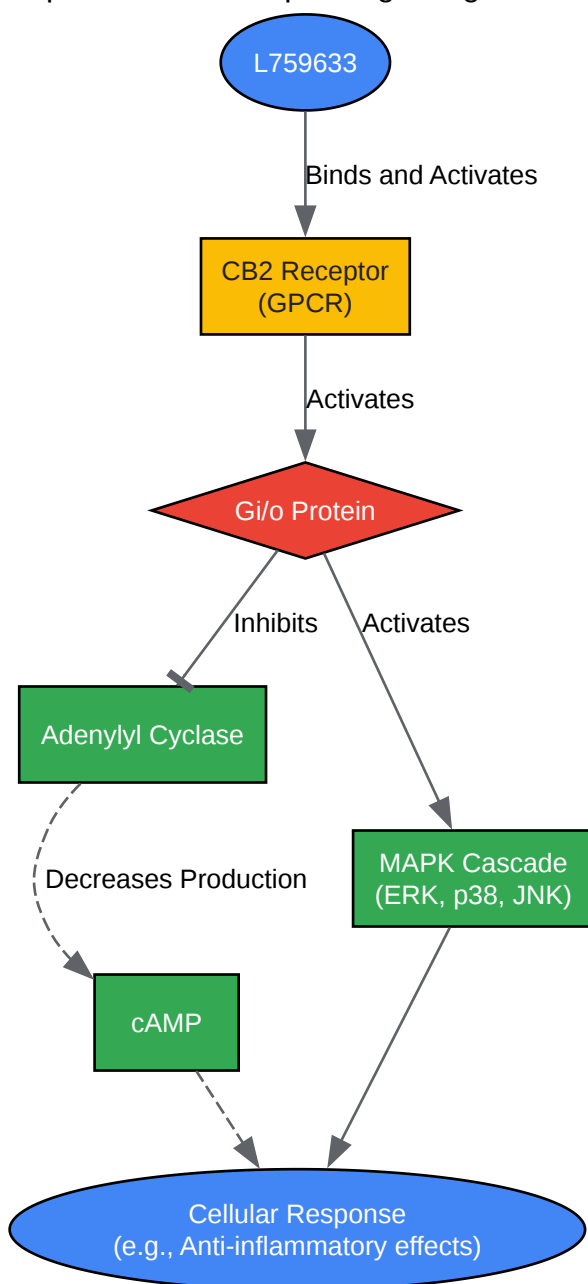 L759633
Binds and Activates
CB2 Receptor
(GPCR)
Activates
Gi/o Protein
Inhibits
Activates
Adenylyl Cyclase
MAPK Cascade
(ERK, p38, JNK)
Decreases Production
cAMP
Cellular Response
(e.g., Anti-inflammatory effects)